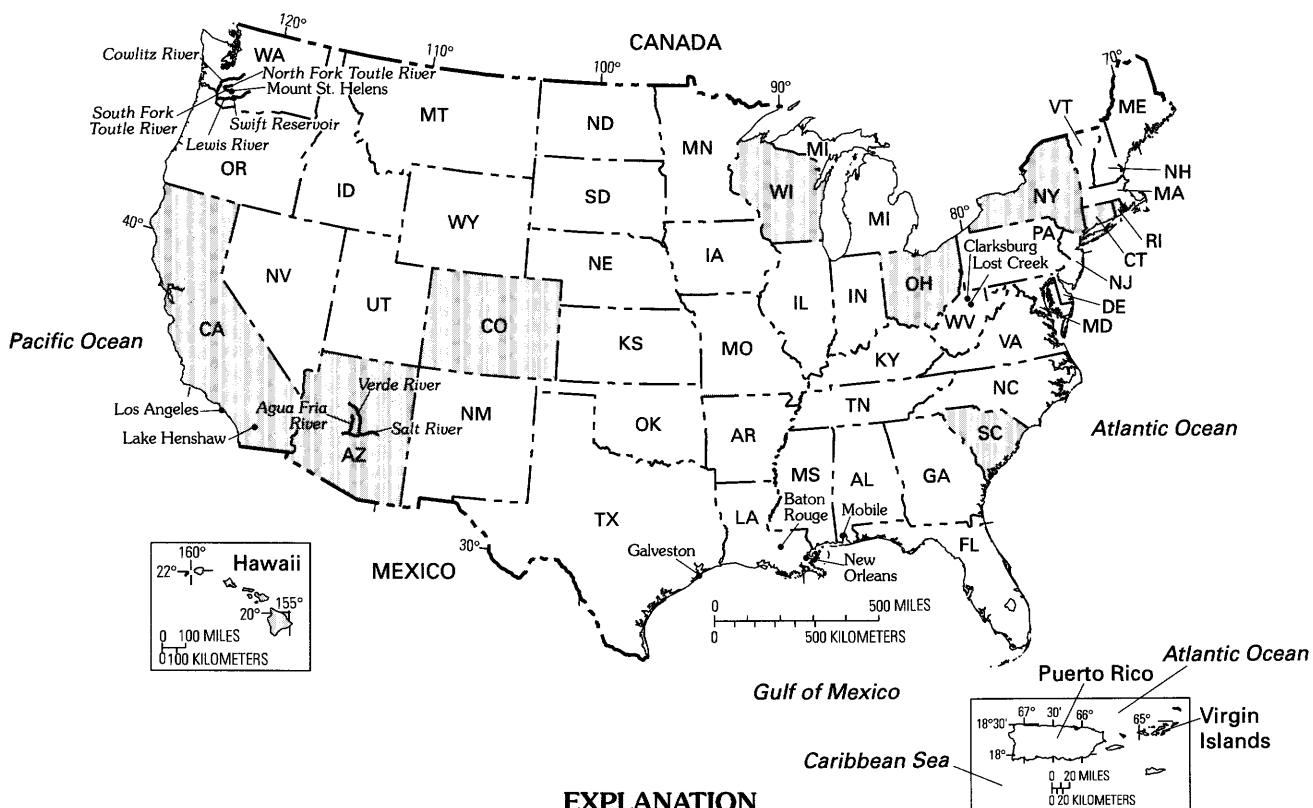 120°
110°
100°
90°
70°
80°
40°
30°
CANADA
Cowlitz River
WA
North Fork Toutle River
Mount St. Helens
South Fork
Toutle River
Swift Reservoir
Lewis River
OR
ID
MT
ND
MN
SD
WY
NE
IA
WI
MI
MI
VT
ME
NH
MA
NY
RI
CT
PA
NJ
DE
MD
Clarksburg
Lost Creek
NV
UT
CA
CO
KS
MO
IL
IN
OH
WV
VA
KY
NC
TN
SC
Pacific Ocean
Atlantic Ocean
Los Angeles
Lake Henshaw
Verde River
Agua Fria
River
Salt River
AZ
NM
OK
AR
TX
LA
MS
AL
GA
FL
Baton
Rouge
Mobile
New
Orleans
Galveston
MEXICO
0 500 MILES
0 500 KILOMETERS
Gulf of Mexico
160°
Hawaii
22°
155°
20°
0 100 MILES
0 100 KILOMETERS
Atlantic Ocean
Puerto Rico
Virgin
Islands
Caribbean Sea
67° 30' 66° 65°
18°30'
18°
0 20 MILES
0 20 KILOMETERS
EXPLANATION